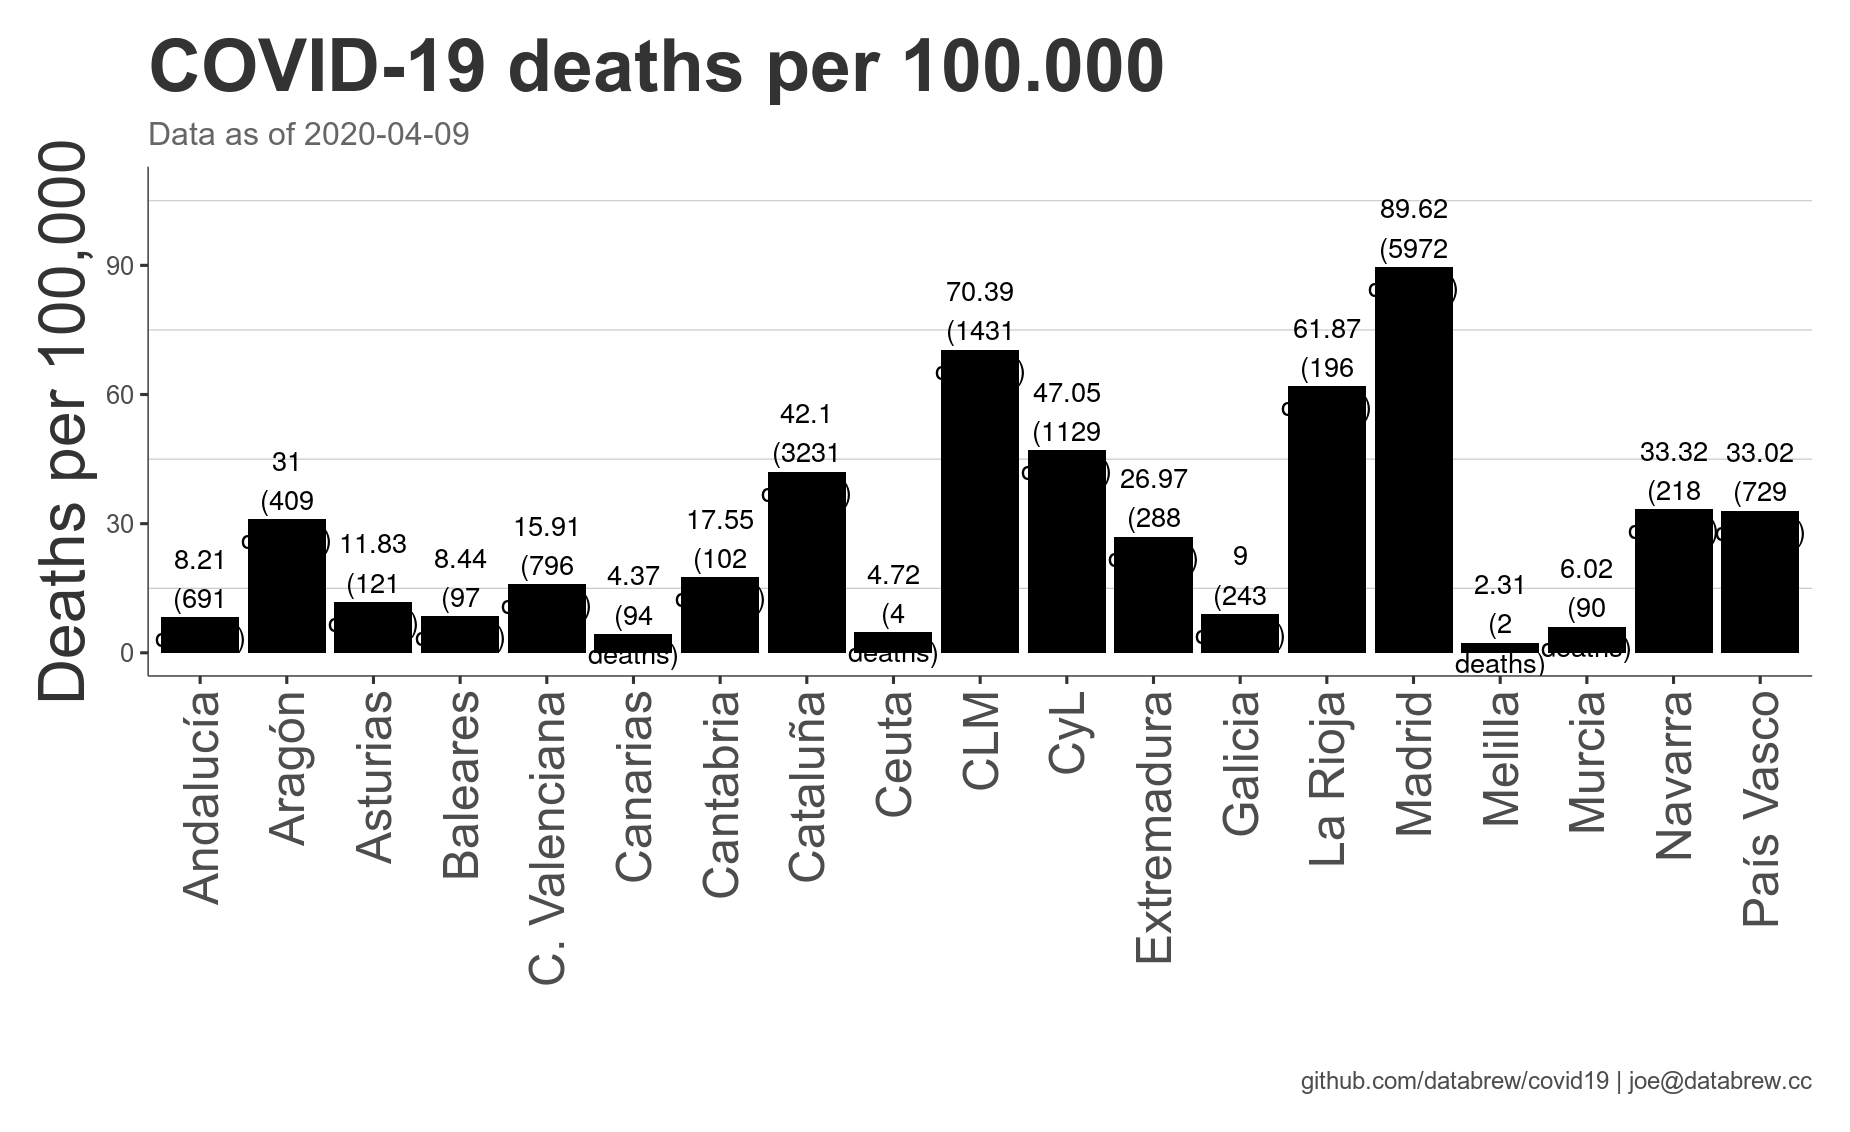 COVID-19 deaths per 100.000
Data as of 2020-04-09
Deaths per 100,000
90
60
30
0
8.21
(691
31
(409
11.83
(121
8.44
(97
15.91
(796
4.37
(94
deaths)
17.55
(102
42.1
(3231
4.72
(4
deaths)
70.39
(1431
47.05
(1129
26.97
(288
9
(243
61.87
(196
89.62
(5972
2.31
(2
deaths)
6.02
(90
deaths)
33.32
(218
33.02
(729
Andalucía
Aragón
Asturias
Baleares
C. Valenciana
Canarias
Cantabria
Cataluña
Ceuta
CLM
CyL
Extremadura
Galicia
La Rioja
Madrid
Melilla
Murcia
Navarra
País Vasco
github.com/databrew/covid19 | joe@databrew.cc